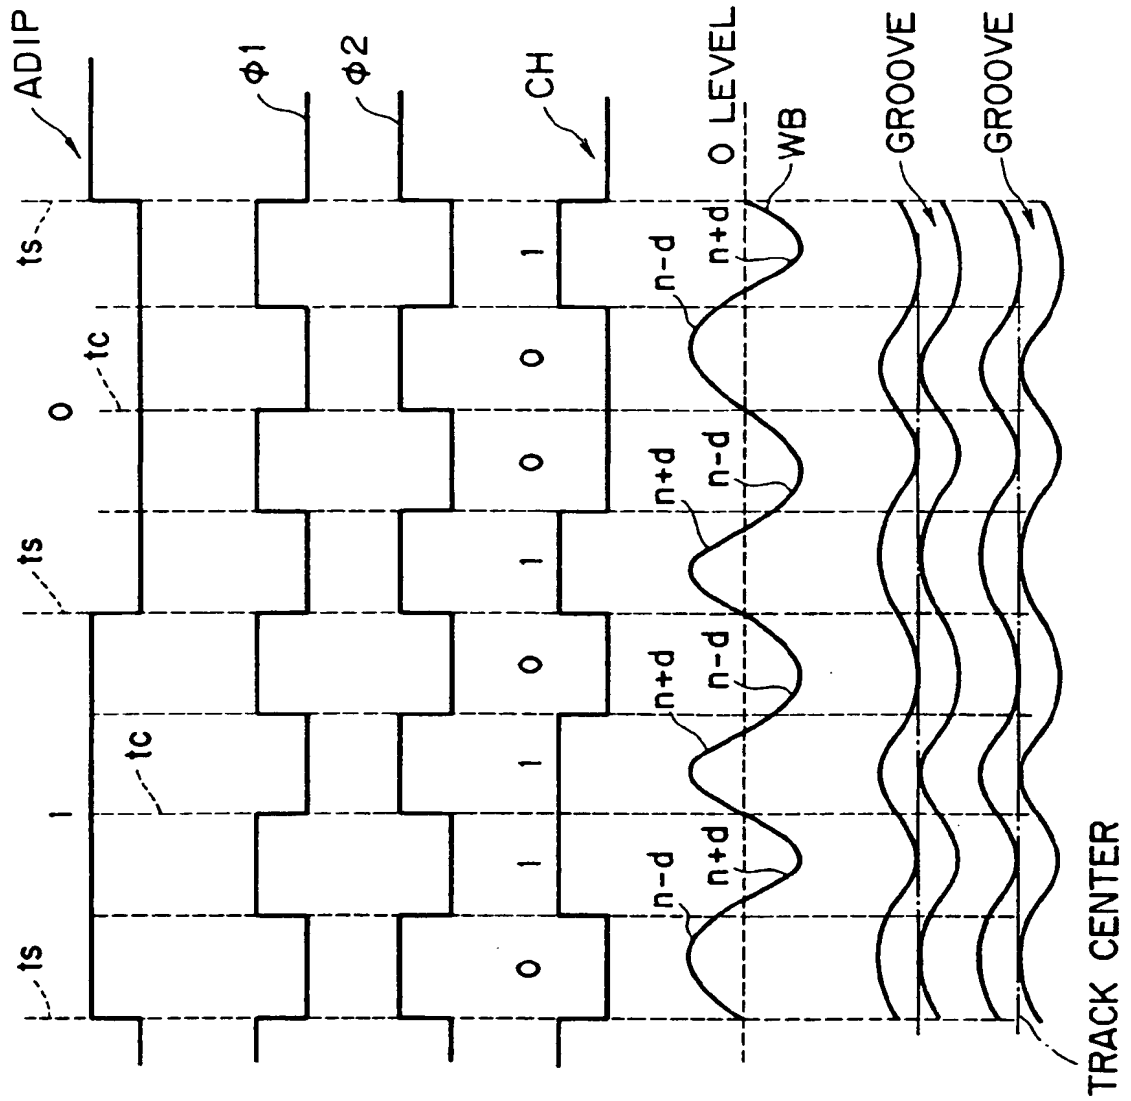 ADIP
ts
1
tc
ts
0
tc
ts
φ1
φ2
CH
0
1
1
0
1
0
0
1
0 LEVEL
WB
n-d
n+d
n+d
n-d
n+d
n-d
n-d
n+d
GROOVE
GROOVE
TRACK CENTER